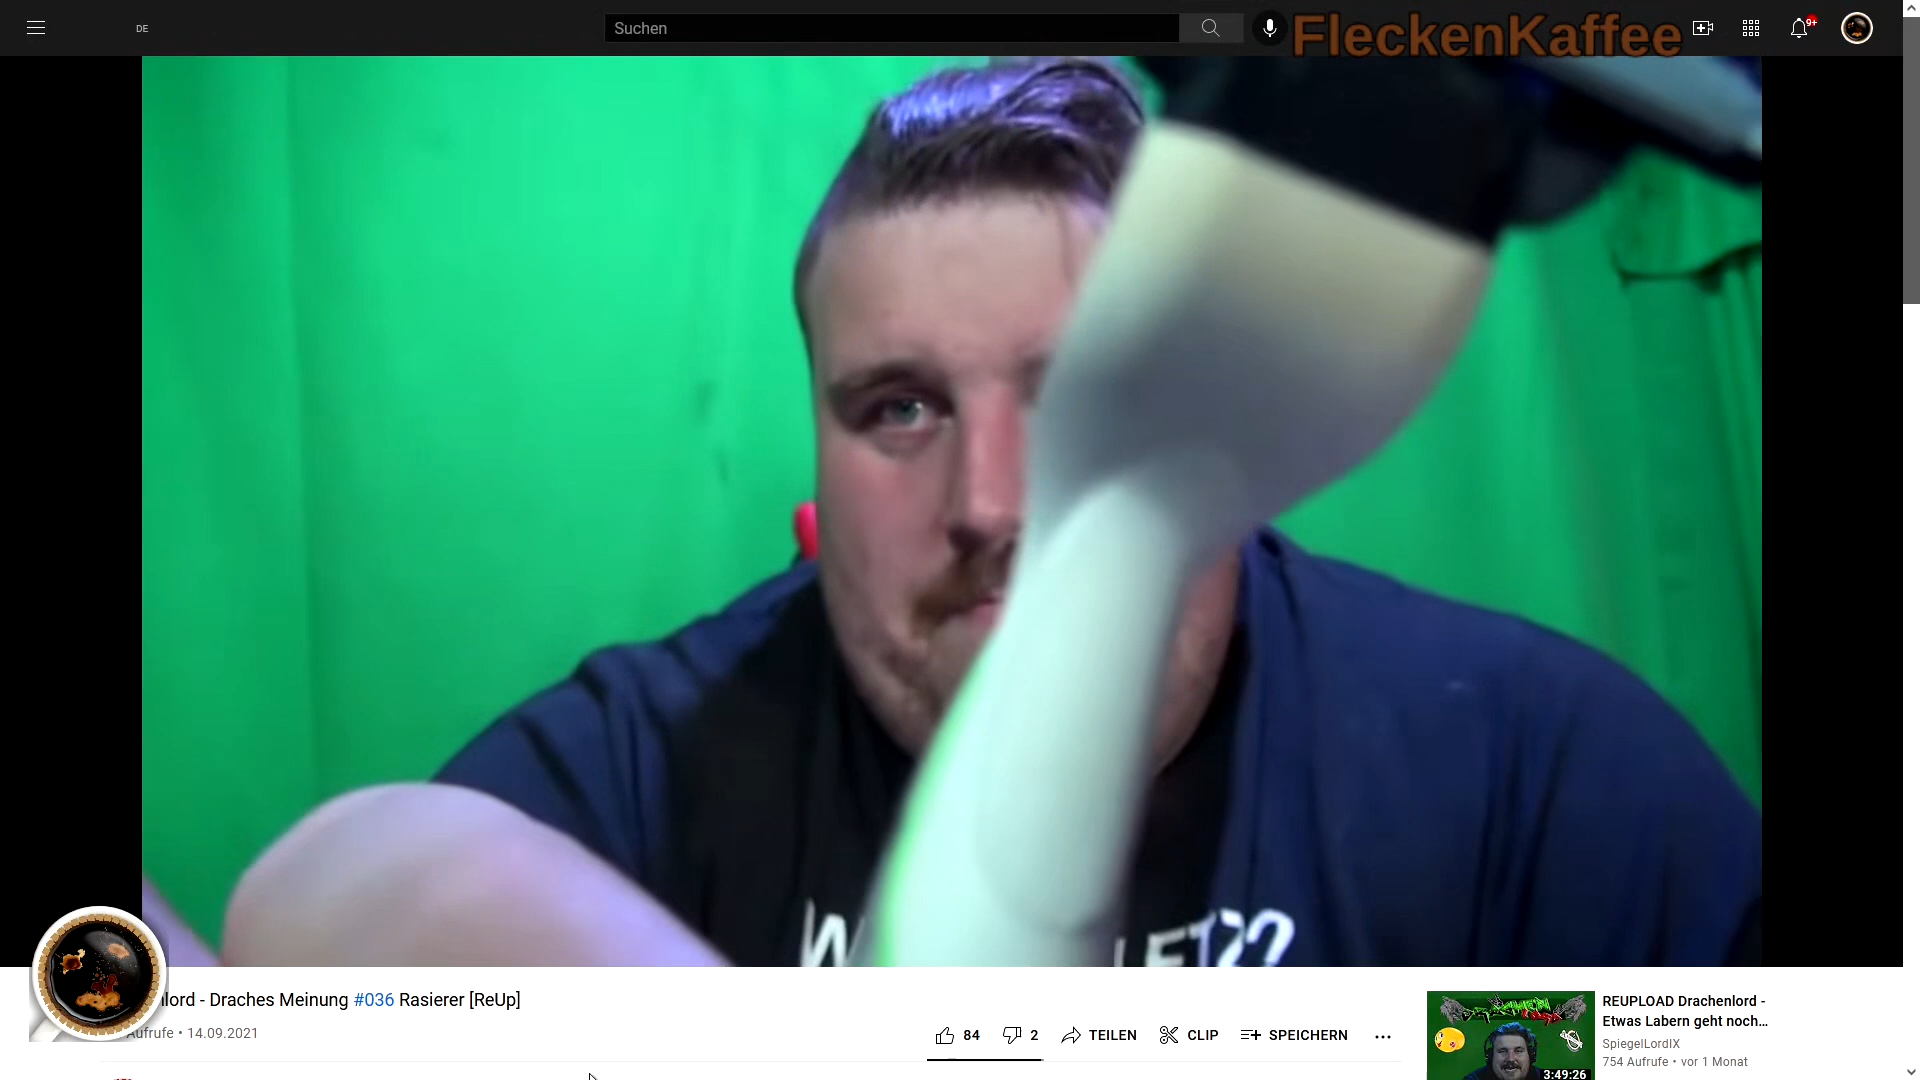 DE
Suchen
FleckenKaffee
9+
LETZ??
lord - Draches Meinung #036 Rasierer [ReUp]
Aufrufe • 14.09.2021
84
2
TEILEN
CLIP
SPEICHERN
REUPLOAD Drachenlord -
Etwas Labern geht noch...
SpiegelLordIX
754 Aufrufe • vor 1 Monat
3:49:26